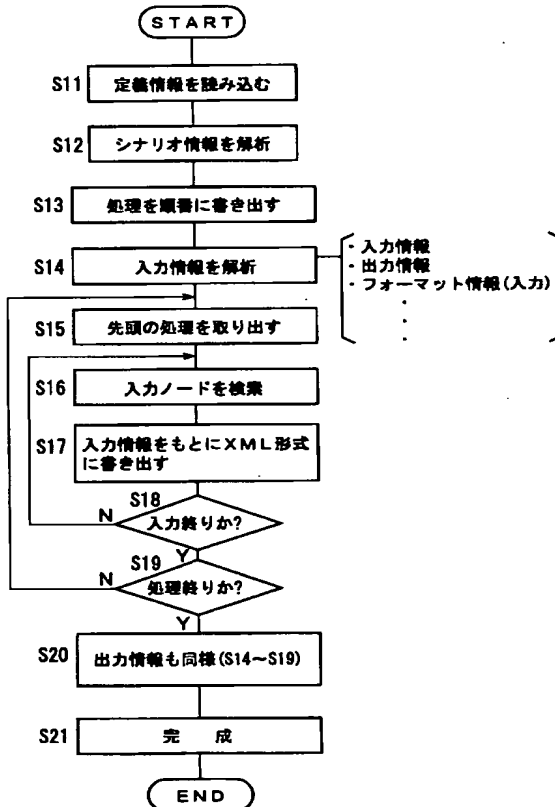 START
S11
定義情報を読み込む
S12
シナリオ情報を解析
S13
処理を順番に書き出す
S14
入力情報を解析
・入力情報
・出力情報
・フォーマット情報(入力)
・
・
・
S15
先頭の処理を取り出す
S16
入力ノードを検索
S17
入力情報をもとにXML形式
に書き出す
S18
入力終りか?
N
Y
S19
処理終りか?
N
Y
S20
出力情報も同様(S14~S19)
S21
完 成
END